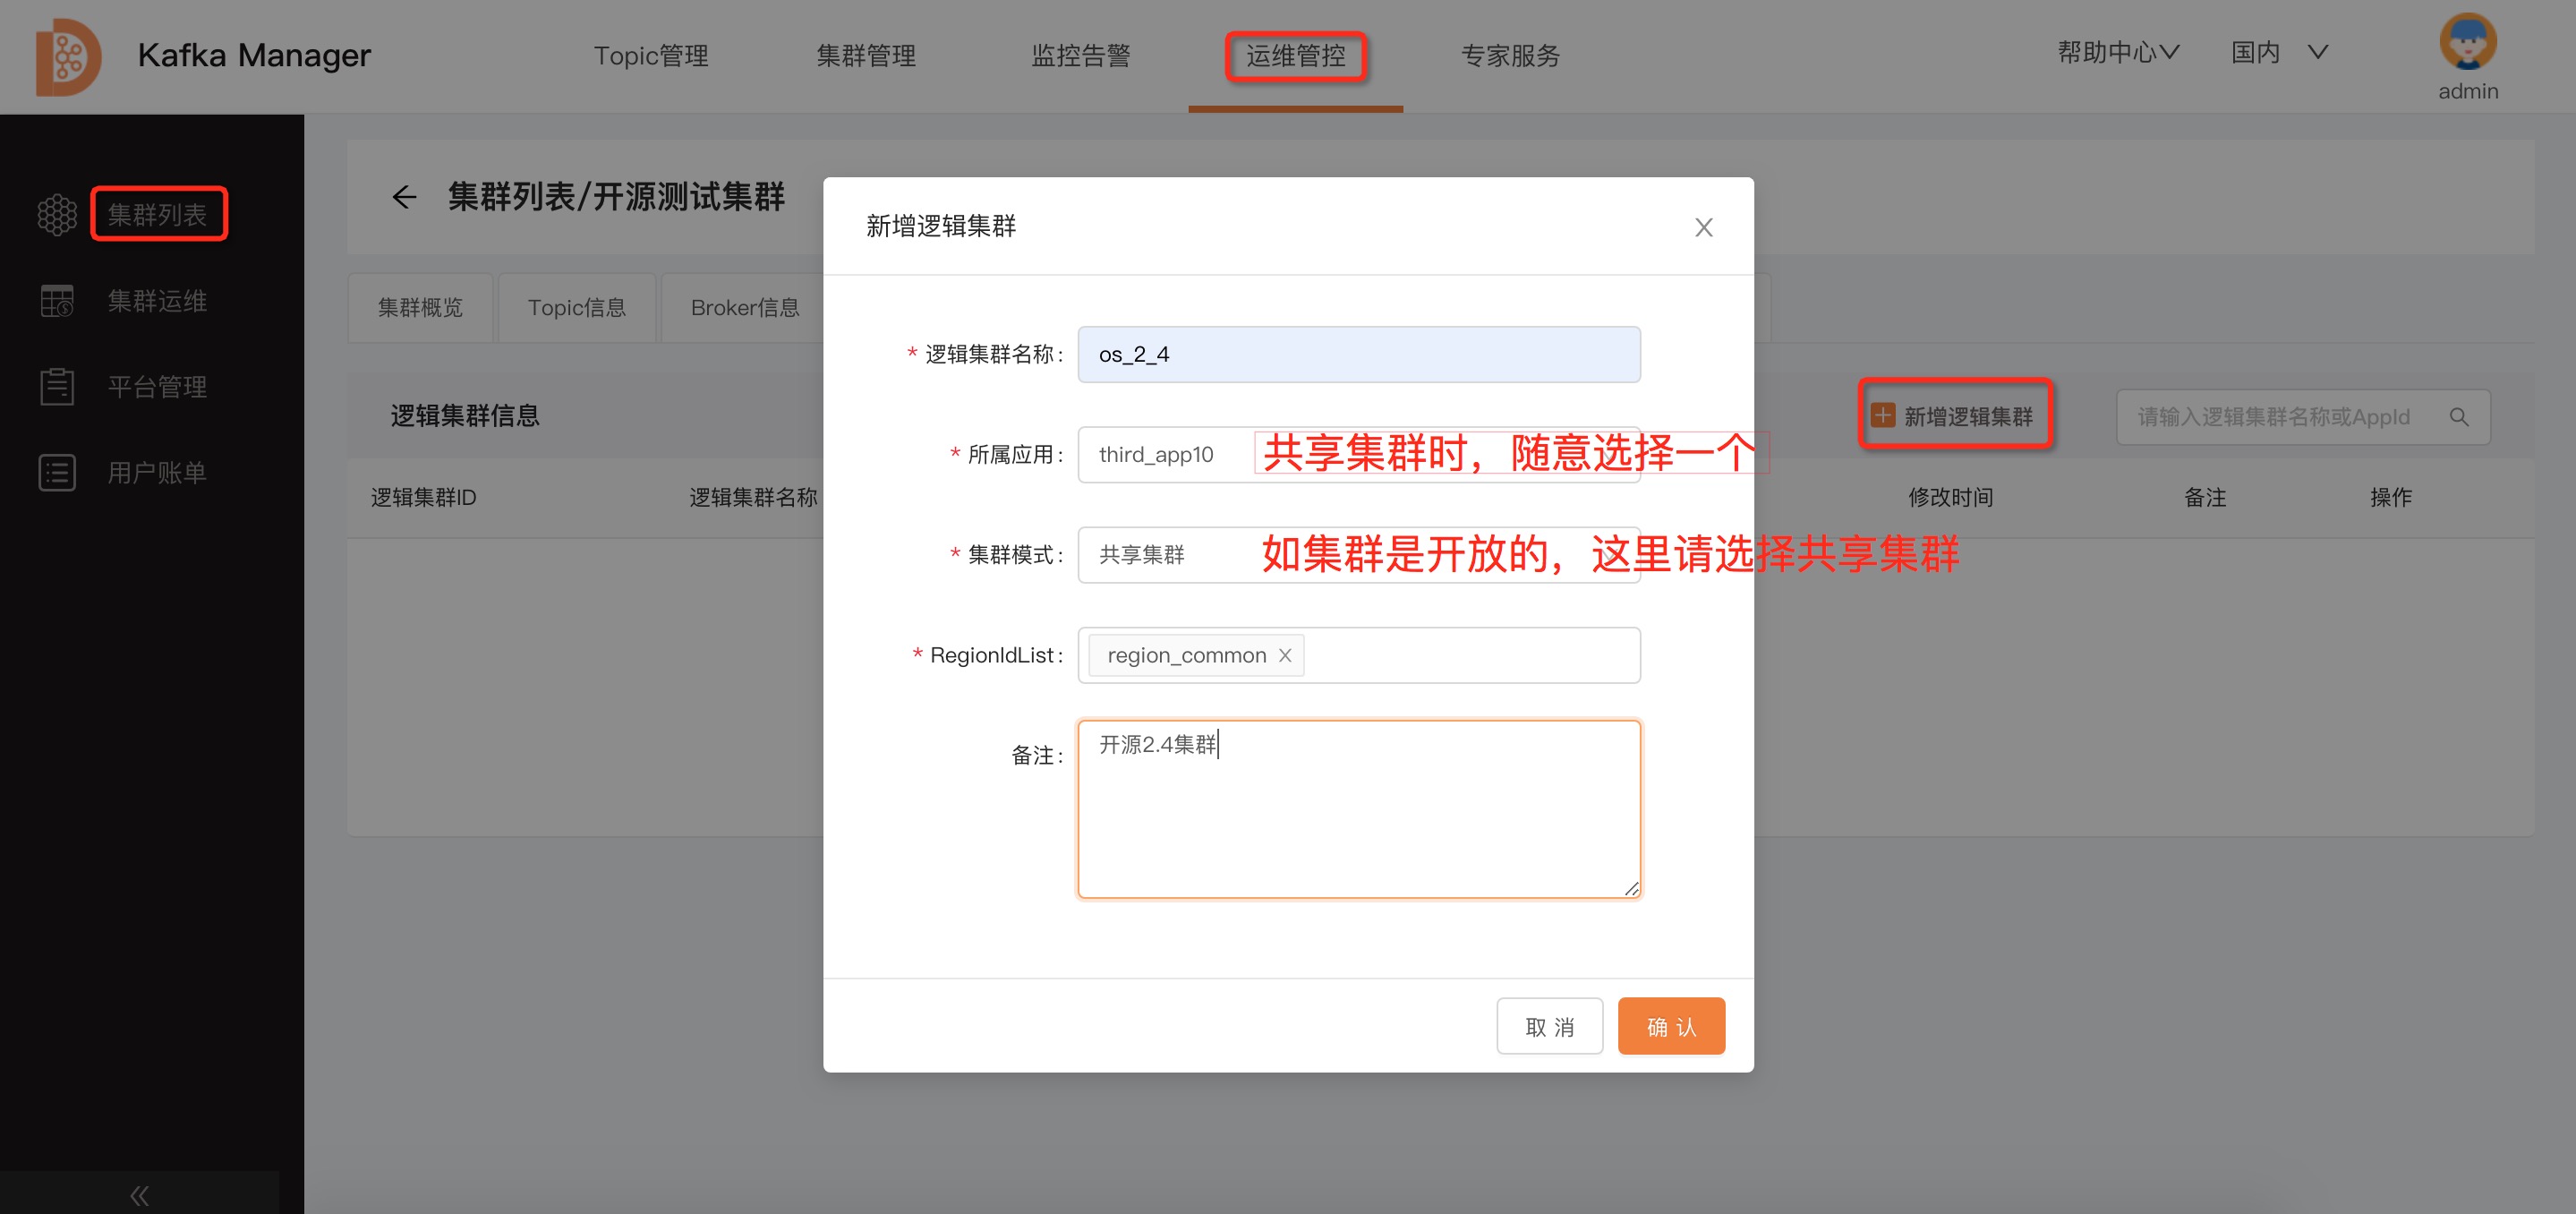 Kafka Manager
Topic管理
集群管理
监控告警
运维管控
专家服务
帮助中心
国内
admin
集群列表
集群运维
平台管理
用户账单
集群列表/开源测试集群
集群概览
Topic信息
Broker信息
逻辑集群信息
新增逻辑集群
请输入逻辑集群名称或AppId
逻辑集群ID
逻辑集群名称
修改时间
备注
操作
新增逻辑集群
* 逻辑集群名称: os_2_4
* 所属应用: third_app10 共享集群时，随意选择一个
* 集群模式: 共享集群 如集群是开放的，这里请选择共享集群
* RegionIdList: region_common
备注: 开源2.4集群
取 消
确 认